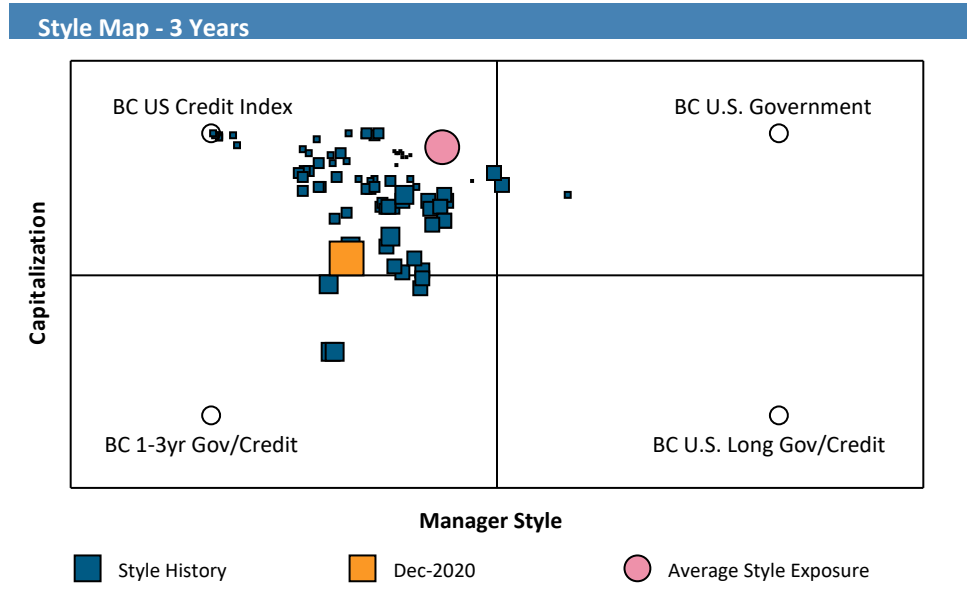 Style Map - 3 Years
BC US Credit Index
BC U.S. Government
Capitalization
BC 1-3yr Gov/Credit
BC U.S. Long Gov/Credit
Manager Style
Style History
Dec-2020
Average Style Exposure